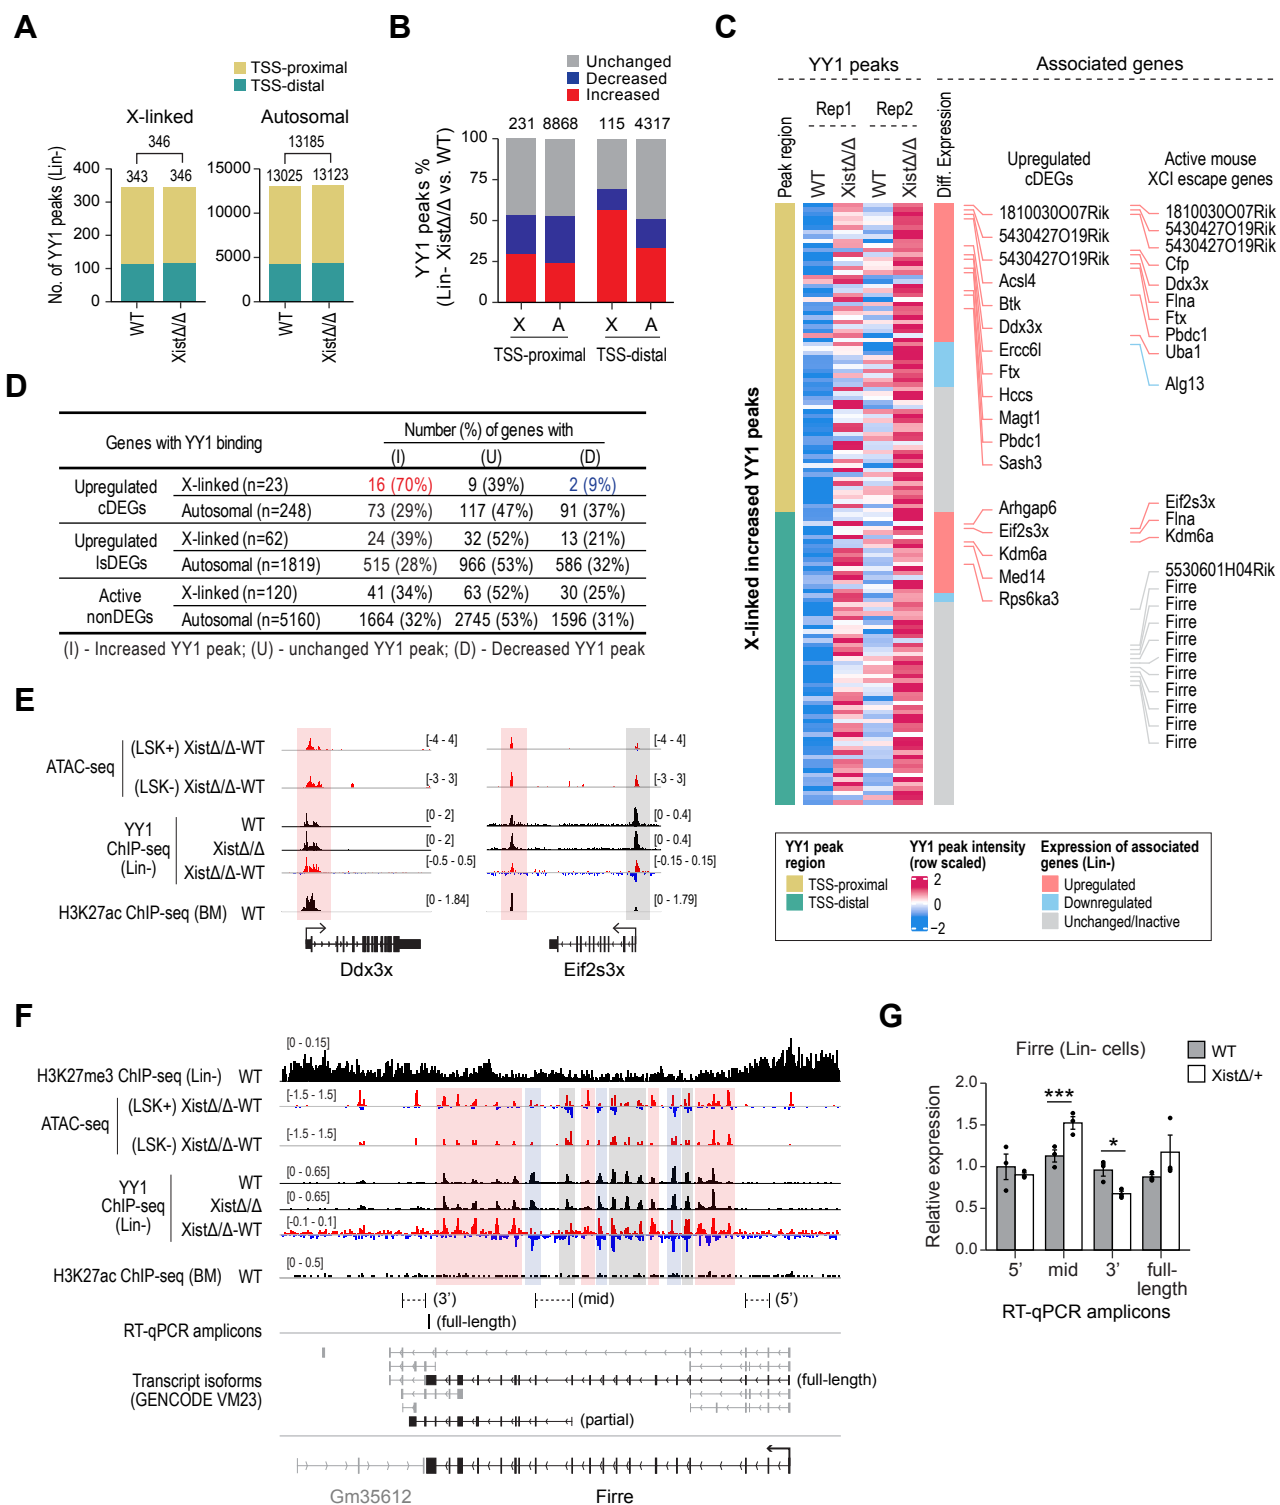 A
TSS-proximal
TSS-distal
X-linked
Autosomal
346
13185
No. of YY1 peaks (Lin-)
400
300
200
100
0
343
346
15000
10000
5000
0
13025
13123
WT
XistΔ/Δ
WT
XistΔ/Δ
B
Unchanged
Decreased
Increased
231
8868
115
4317
YY1 peaks %
(Lin- XistΔ/Δ vs. WT)
100
75
50
25
0
X
A
X
A
TSS-proximal
TSS-distal
C
YY1 peaks
Associated genes
Rep1
Rep2
Peak region
WT
XistΔ/Δ
WT
XistΔ/Δ
Diff. Expression
Upregulated
cDEGs
Active mouse
XCI escape genes
X-linked increased YY1 peaks
1810030O07Rik
5430427O19Rik
5430427O19Rik
Acsl4
Btk
Ddx3x
Ercc6l
Ftx
Hccs
Magt1
Pbdc1
Sash3
Arhgap6
Eif2s3x
Kdm6a
Med14
Rps6ka3
1810030O07Rik
5430427O19Rik
5430427O19Rik
Cfp
Ddx3x
Flna
Ftx
Pbdc1
Uba1
Alg13
Eif2s3x
Flna
Kdm6a
5530601H04Rik
Firre
Firre
Firre
Firre
Firre
Firre
Firre
Firre
Firre
Firre
YY1 peak
region
TSS-proximal
TSS-distal
YY1 peak intensity
(row scaled)
2
0
−2
Expression of associated
genes (Lin-)
Upregulated
Downregulated
Unchanged/Inactive
D
Genes with YY1 binding
Number (%) of genes with
(I) (U) (D)
Upregulated
cDEGs
X-linked (n=23) 16 (70%) 9 (39%) 2 (9%)
Autosomal (n=248) 73 (29%) 117 (47%) 91 (37%)
Upregulated
lsDEGs
X-linked (n=62) 24 (39%) 32 (52%) 13 (21%)
Autosomal (n=1819) 515 (28%) 966 (53%) 586 (32%)
Active
nonDEGs
X-linked (n=120) 41 (34%) 63 (52%) 30 (25%)
Autosomal (n=5160) 1664 (32%) 2745 (53%) 1596 (31%)
(I) - Increased YY1 peak; (U) - unchanged YY1 peak; (D) - Decreased YY1 peak
E
ATAC-seq
(LSK+) XistΔ/Δ-WT
[-4 - 4]
[-4 - 4]
(LSK-) XistΔ/Δ-WT
[-3 - 3]
[-3 - 3]
YY1
ChIP-seq
(Lin-)
WT
[0 - 2]
[0 - 0.4]
XistΔ/Δ
[0 - 2]
[0 - 0.4]
XistΔ/Δ-WT
[-0.5 - 0.5]
[-0.15 - 0.15]
H3K27ac ChIP-seq (BM) WT
[0 - 1.84]
[0 - 1.79]
Ddx3x
Eif2s3x
F
[0 - 0.15]
H3K27me3 ChIP-seq (Lin-) WT
ATAC-seq
(LSK+) XistΔ/Δ-WT
[-1.5 - 1.5]
(LSK-) XistΔ/Δ-WT
[-1.5 - 1.5]
YY1
ChIP-seq
(Lin-)
WT
[0 - 0.65]
XistΔ/Δ
[0 - 0.65]
XistΔ/Δ-WT
[-0.1 - 0.1]
H3K27ac ChIP-seq (BM) WT
[0 - 0.5]
(3’)
(mid)
(5’)
(full-length)
RT-qPCR amplicons
Transcript isoforms
(GENCODE VM23)
(full-length)
(partial)
Gm35612
Firre
G
Firre (Lin- cells)
WT
XistΔ/+
Relative expression
2.0
1.5
1.0
0.5
0.0
***
*
5’
mid
3’
full-
length
RT-qPCR amplicons